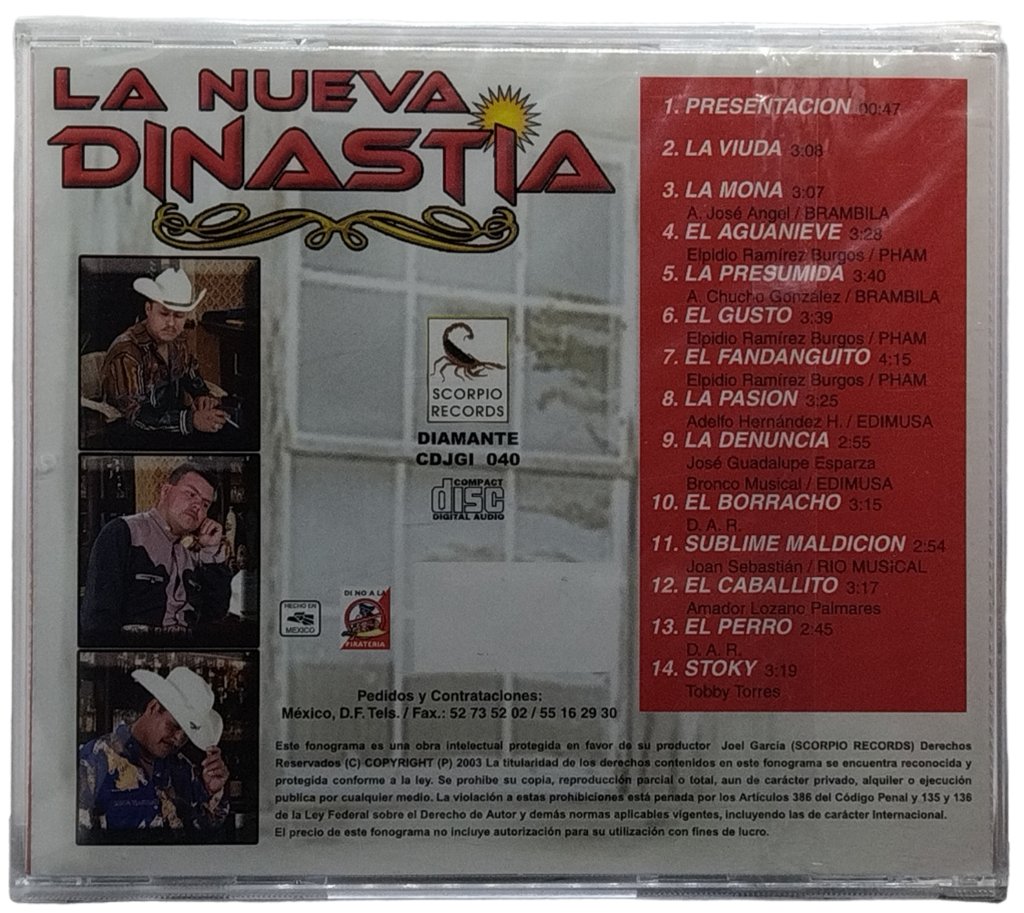 LA NUEVA
DINASTIA
1. PRESENTACION 00:47
2. LA VIUDA 3:08
3. LA MONA 3:07
A. José Angel / BRAMBILA
4. EL AGUANIEVE 3:28
Elpidio Ramírez Burgos / PHAM
5. LA PRESUMIDA 3:40
A. Chucho González / BRAMBILA
6. EL GUSTO 3:39
Elpidio Ramírez Burgos / PHAM
7. EL FANDANGUITO 4:15
Elpidio Ramírez Burgos / PHAM
8. LA PASION 3:25
Adelfo Hernández H. / EDIMUSA
9. LA DENUNCIA 2:55
José Guadalupe Esparza
Bronco Musical / EDIMUSA
10. EL BORRACHO 3:15
D. A. R.
11. SUBLIME MALDICION 2:54
Joan Sebastián / RIO MUSiCAL
12. EL CABALLITO 3:17
Amador Lozano Palmares
13. EL PERRO 2:45
D. A. R.
14. STOKY 3:19
Tobby Torres
SCORPIO
RECORDS
DIAMANTE
CDJGI 040
COMPACT
disc
DIGITAL AUDIO
HECHO EN
MEXICO
DI NO A LA
PIRATERIA
Pedidos y Contrataciones:
México, D.F. Tels. / Fax.: 52 73 52 02 / 55 16 29 30
Este fonograma es una obra intelectual protegida en favor de su productor Joel García (SCORPIO RECORDS) Derechos
Reservados (C) COPYRIGHT (P) 2003 La titularidad de los derechos contenidos en este fonograma se encuentra reconocida y
protegida conforme a la ley. Se prohibe su copia, reproducción parcial o total, aun de carácter privado, alquiler o ejecución
publica por cualquier medio. La violación a estas prohibiciones está penada por los Artículos 386 del Código Penal y 135 y 136
de la Ley Federal sobre el Derecho de Autor y demás normas aplicables vigentes, incluyendo las de carácter Internacional.
El precio de este fonograma no incluye autorización para su utilización con fines de lucro.